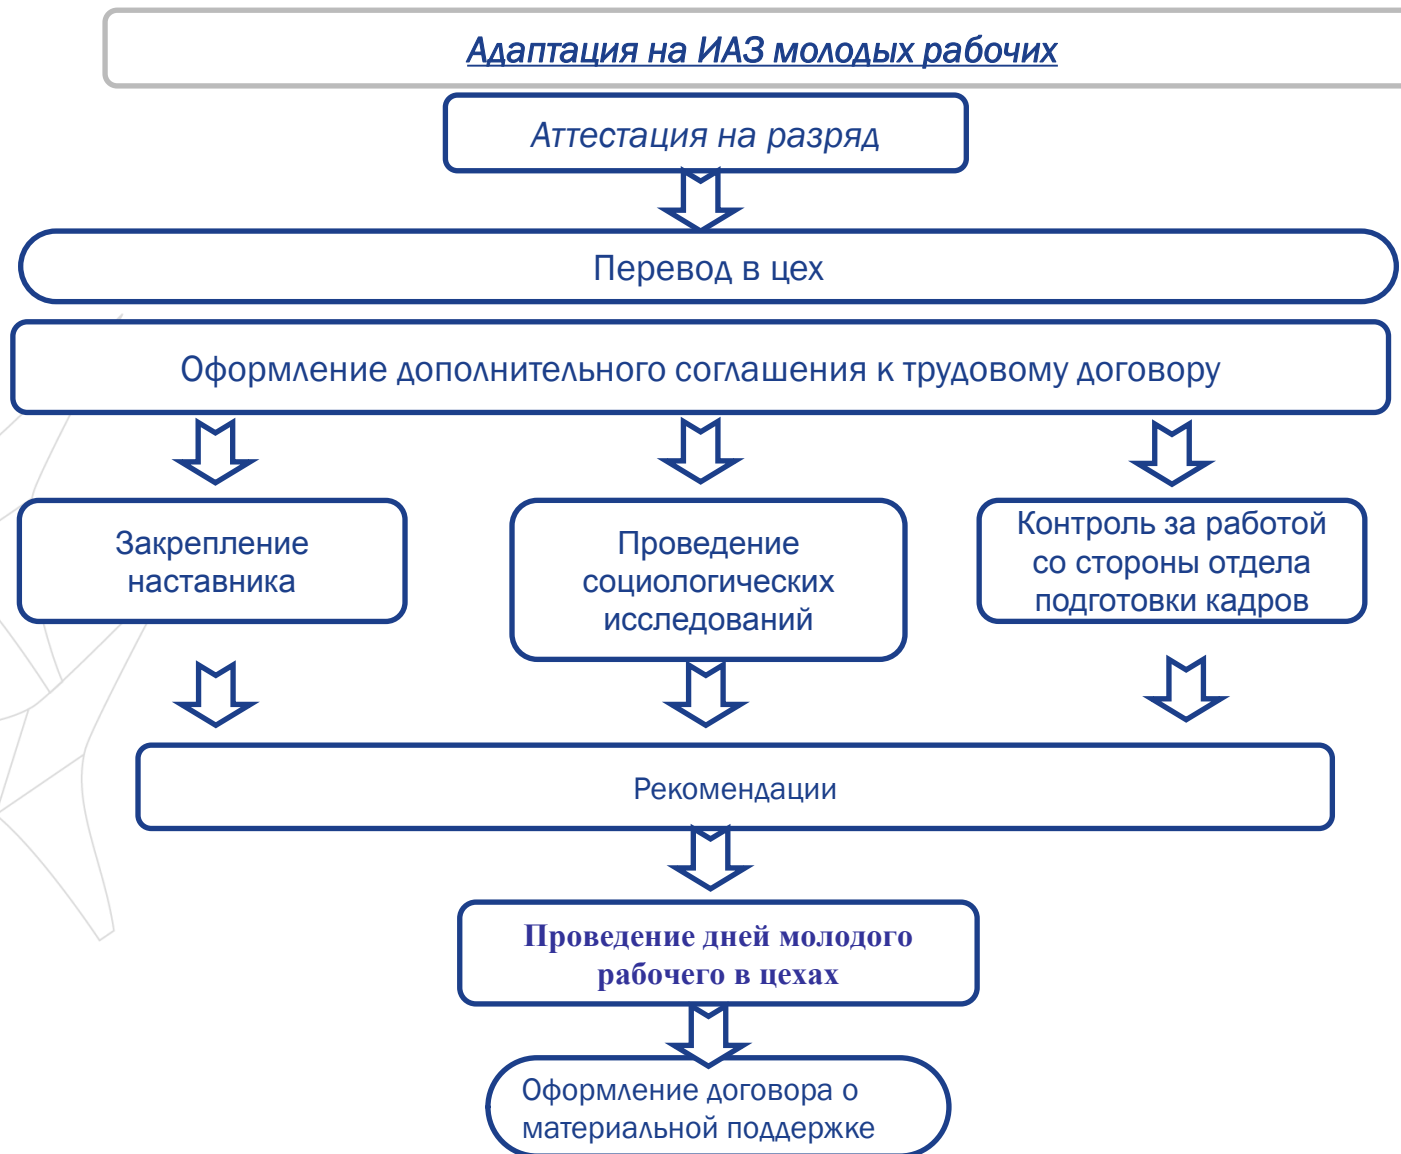 Адаптация на ИАЗ молодых рабочих
Аттестация на разряд
Перевод в цех
Оформление дополнительного соглашения к трудовому договору
Закрепление
наставника
Проведение
социологических
исследований
Контроль за работой
со стороны отдела
подготовки кадров
Рекомендации
Проведение дней молодого
рабочего в цехах
Оформление договора о
материальной поддержке